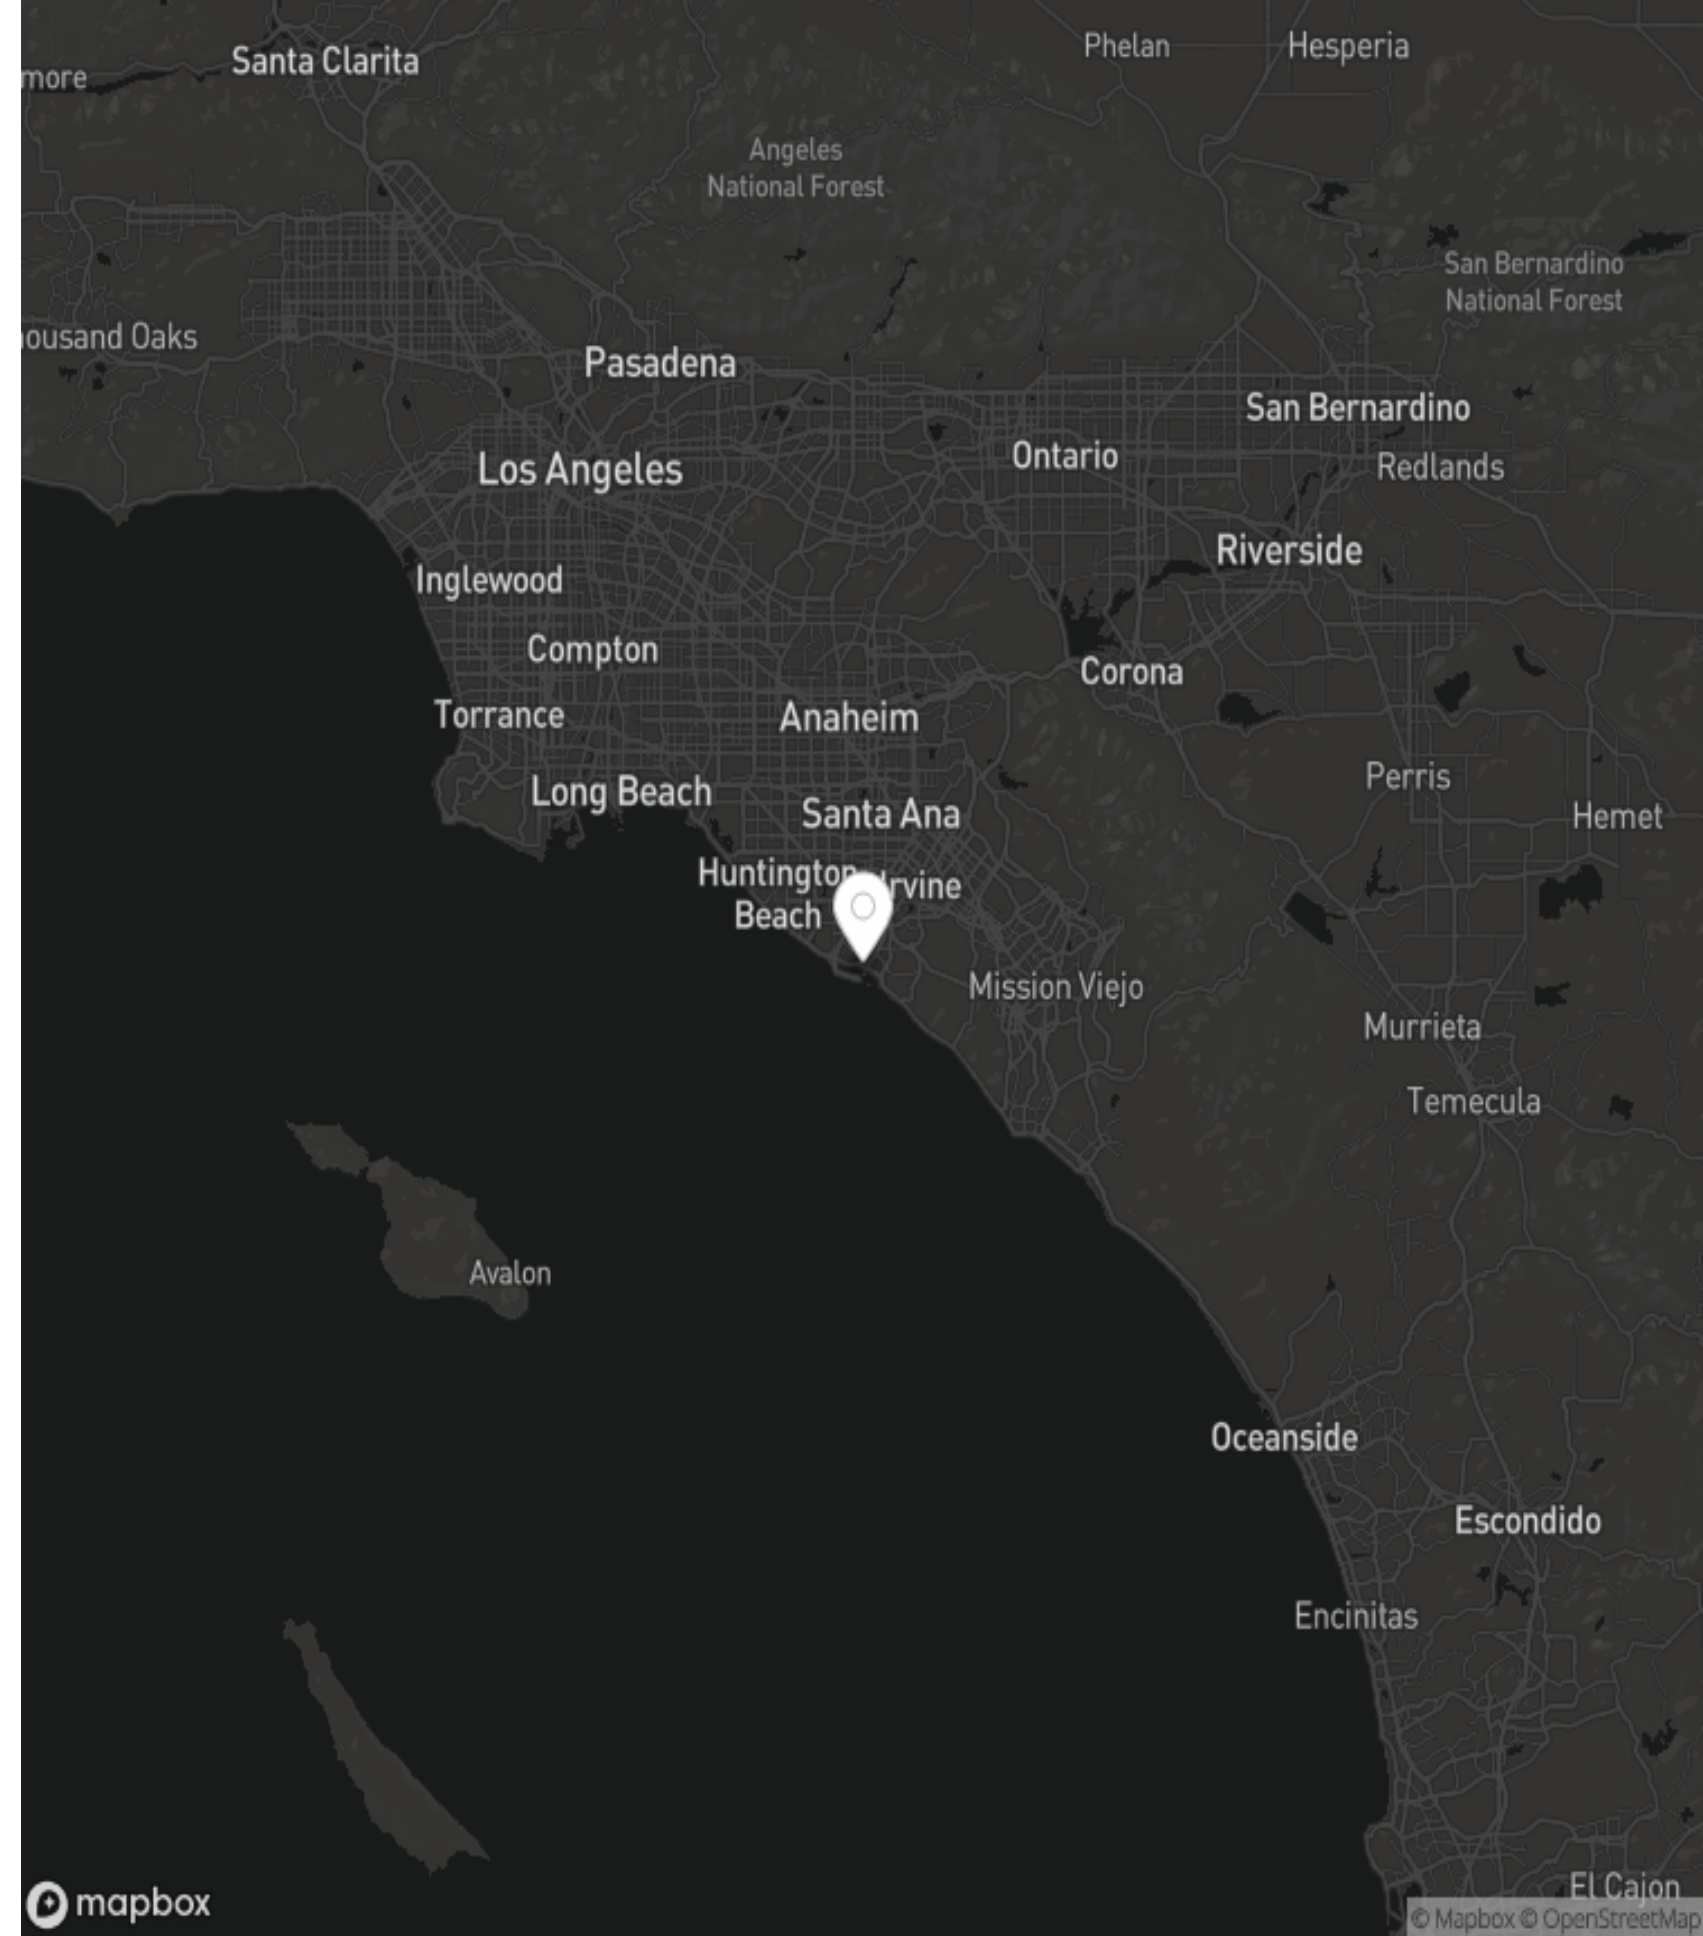 Santa Clarita
Phelan
Hesperia
more
Angeles
National Forest
San Bernardino
National Forest
ousand Oaks
Pasadena
San Bernardino
Los Angeles
Ontario
Redlands
Riverside
Inglewood
Compton
Corona
Torrance
Anaheim
Perris
Long Beach
Santa Ana
Hemet
Huntington
Beach
Irvine
Mission Viejo
Murrieta
Temecula
Avalon
Oceanside
Escondido
Encinitas
El Cajon
mapbox
© Mapbox © OpenStreetMap